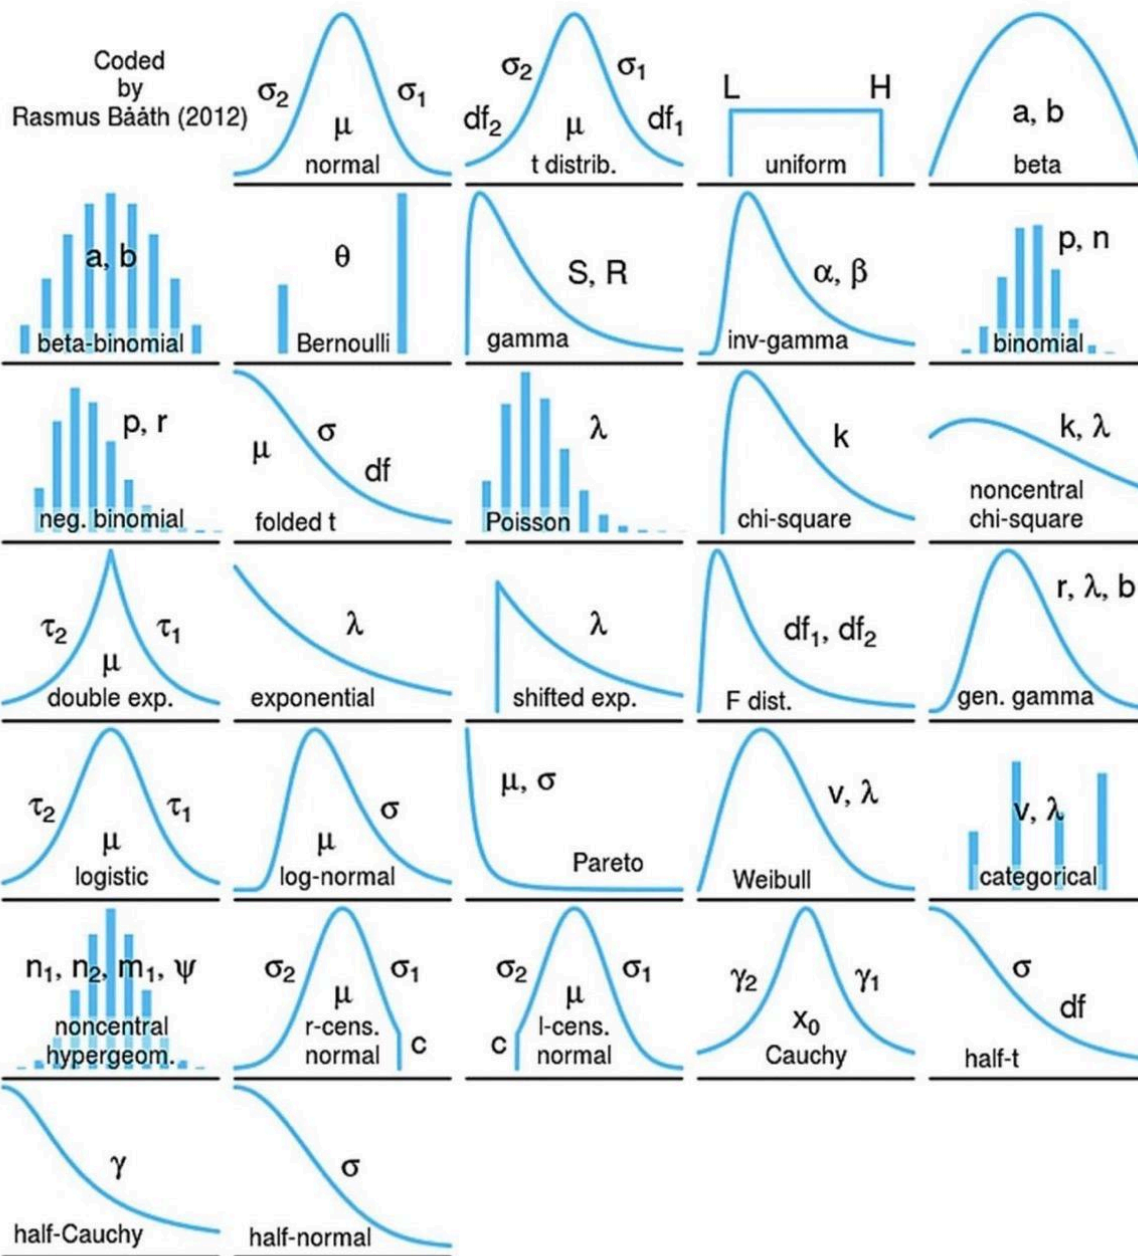 Coded
by
Rasmus Bååth (2012)
σ₂ σ₁
μ
normal
σ₂ σ₁
df₂ μ df₁
t distrib.
L H
uniform
a, b
beta
a, b
beta-binomial
θ
Bernoulli
S, R
gamma
α, β
inv-gamma
p, n
binomial
p, r
neg. binomial
σ
μ
df
folded t
λ
Poisson
k
chi-square
k, λ
noncentral
chi-square
τ₂ τ₁
μ
double exp.
λ
exponential
λ
shifted exp.
df₁, df₂
F dist.
r, λ, b
gen. gamma
τ₂ τ₁
μ
logistic
σ
μ
log-normal
μ, σ
Pareto
v, λ
Weibull
v, λ
categorical
n₁, n₂, m₁, ψ
noncentral
hypergeom.
σ₂ σ₁
μ
r-cens.
normal c
σ₂ σ₁
μ
l-cens.
c normal
γ₂ γ₁
x₀
Cauchy
σ
df
half-t
γ
half-Cauchy
σ
half-normal